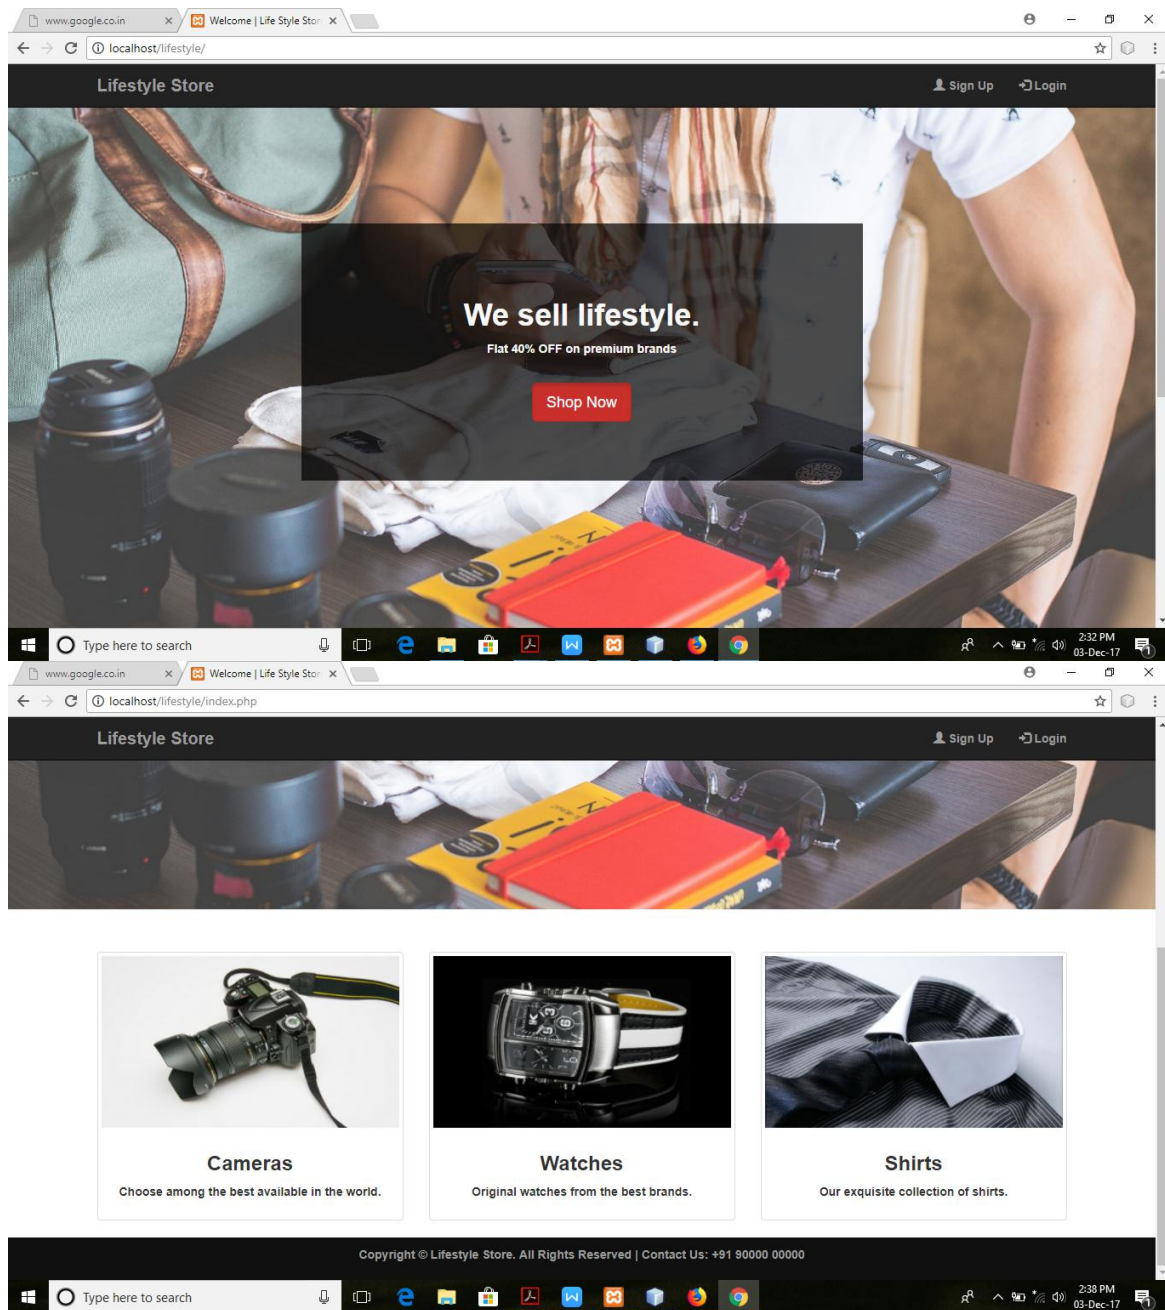 www.google.co.in
Welcome | Life Style Stor
localhost/lifestyle/
Lifestyle Store
Sign Up
Login
We sell lifestyle.
Flat 40% OFF on premium brands
Shop Now
Type here to search
2:32 PM
03-Dec-17
1
www.google.co.in
Welcome | Life Style Stor
localhost/lifestyle/index.php
Lifestyle Store
Sign Up
Login
Cameras
Choose among the best available in the world.
Watches
Original watches from the best brands.
Shirts
Our exquisite collection of shirts.
Copyright © Lifestyle Store. All Rights Reserved | Contact Us: +91 90000 00000
Type here to search
2:38 PM
03-Dec-17
1